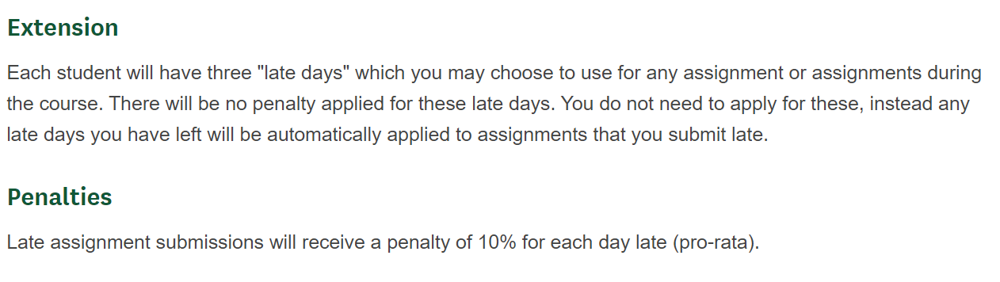 Extension
Each student will have three "late days" which you may choose to use for any assignment or assignments during
the course. There will be no penalty applied for these late days. You do not need to apply for these, instead any
late days you have left will be automatically applied to assignments that you submit late.
Penalties
Late assignment submissions will receive a penalty of 10% for each day late (pro-rata).